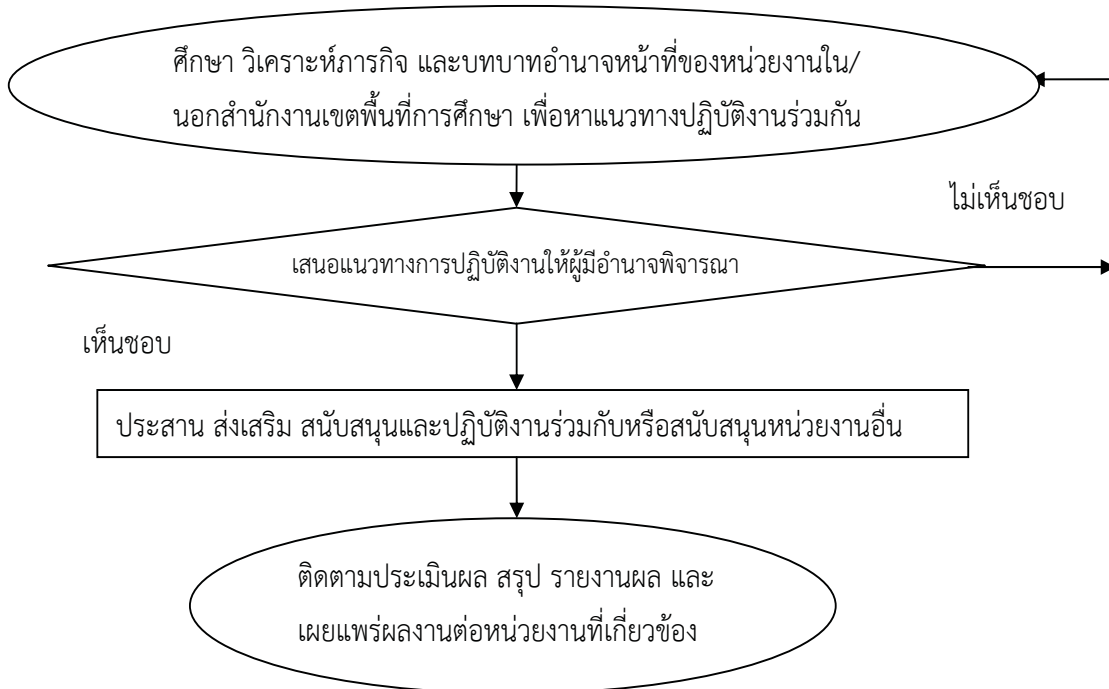 ศึกษา วิเคราะห์ภารกิจ และบทบาทอำนาจหน้าที่ของหน่วยงานใน/
นอกสำนักงานเขตพื้นที่การศึกษา เพื่อหาแนวทางปฏิบัติงานร่วมกัน
ไม่เห็นชอบ
เสนอแนวทางการปฏิบัติงานให้ผู้มีอำนาจพิจารณา
เห็นชอบ
ประสาน ส่งเสริม สนับสนุนและปฏิบัติงานร่วมกับหรือสนับสนุนหน่วยงานอื่น
ติดตามประเมินผล สรุป รายงานผล และ
เผยแพร่ผลงานต่อหน่วยงานที่เกี่ยวข้อง